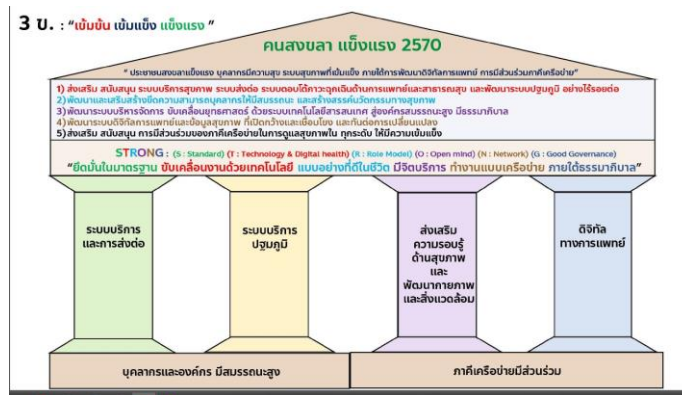 3 ข. : “เข้มข้น เข้มแข็ง แข็งแรง ”
คนสงขลา แข็งแรง 2570
“ ประชาชนสงขลาแข็งแรง บุคลากรมีความสุข ระบบสุขภาพที่เข้มแข็ง ภายใต้การพัฒนาดิจิทัลการแพทย์ การมีส่วนร่วมภาคีเครือข่าย”
1) ส่งเสริม สนับสนุน ระบบบริการสุขภาพ ระบบส่งต่อ ระบบตอบโต้ภาวะฉุกเฉินด้านการแพทย์และสาธารณสุข และพัฒนาระบบปฐมภูมิ อย่างไร้รอยต่อ
2)พัฒนาและเสริมสร้างขีดความสามารถบุคลากรให้มีสมรรถนะ และสร้างสรรค์นวัตกรรมทางสุขภาพ
3)พัฒนาระบบบริหารจัดการ ขับเคลื่อนยุทธศาสตร์ ด้วยระบบเทคโนโลยีสารสนเทศ สู่องค์กรสมรรถนะสูง มีธรรมาภิบาล
4)พัฒนาระบบดิจิทัลการแพทย์และข้อมูลสุขภาพ ที่เปิดกว้างและเชื่อมโยง และทันต่อการเปลี่ยนแปลง
5)ส่งเสริม สนับสนุน การมีส่วนร่วมของภาคีเครือข่ายในการดูแลสุขภาพใน ทุกระดับ ให้มีความเข้มแข็ง
STRONG : (S : Standard) (T : Technology & Digital health) (R : Role Model) (O : Open mind) (N : Network) (G : Good Governance)
“ยึดมั่นในมาตรฐาน ขับเคลื่อนงานด้วยเทคโนโลยี แบบอย่างที่ดีในชีวิต มีจิตบริการ ทำงานแบบเครือข่าย ภายใต้ธรรมาภิบาล”
ระบบบริการ
และการส่งต่อ
ระบบบริการ
ปฐมภูมิ
ส่งเสริม
ความรอบรู้
ด้านสุขภาพ
และ
พัฒนากายภาพ
และสิ่งแวดล้อม
ดิจิทัล
ทางการแพทย์
บุคลากรและองค์กร มีสมรรถนะสูง
ภาคีเครือข่ายมีส่วนร่วม